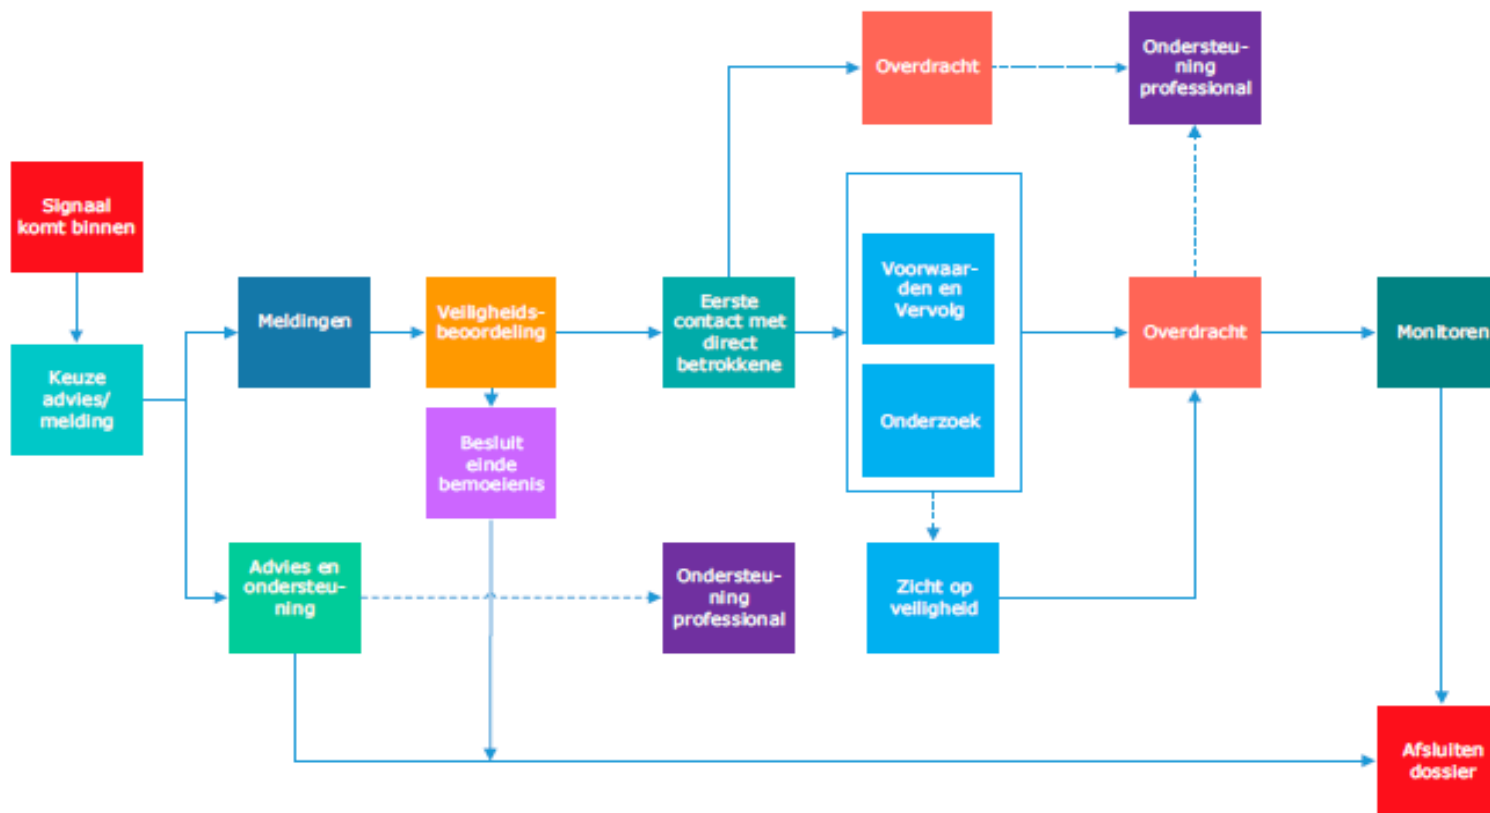 Overdracht
Ondersteu-
ning
professional
Signaal
komt binnen
Voorwaar-
den en
Vervolg
Meldingen
Veiligheids-
beoordeling
Eerste
contact met
direct
betrokkene
Overdracht
Monitoren
Keuze
advies/
melding
Onderzoek
Besluit
einde
bemoeienis
Advies en
ondersteu-
ning
Ondersteu-
ning
professional
Zicht op
veiligheid
Afsluiten
dossier